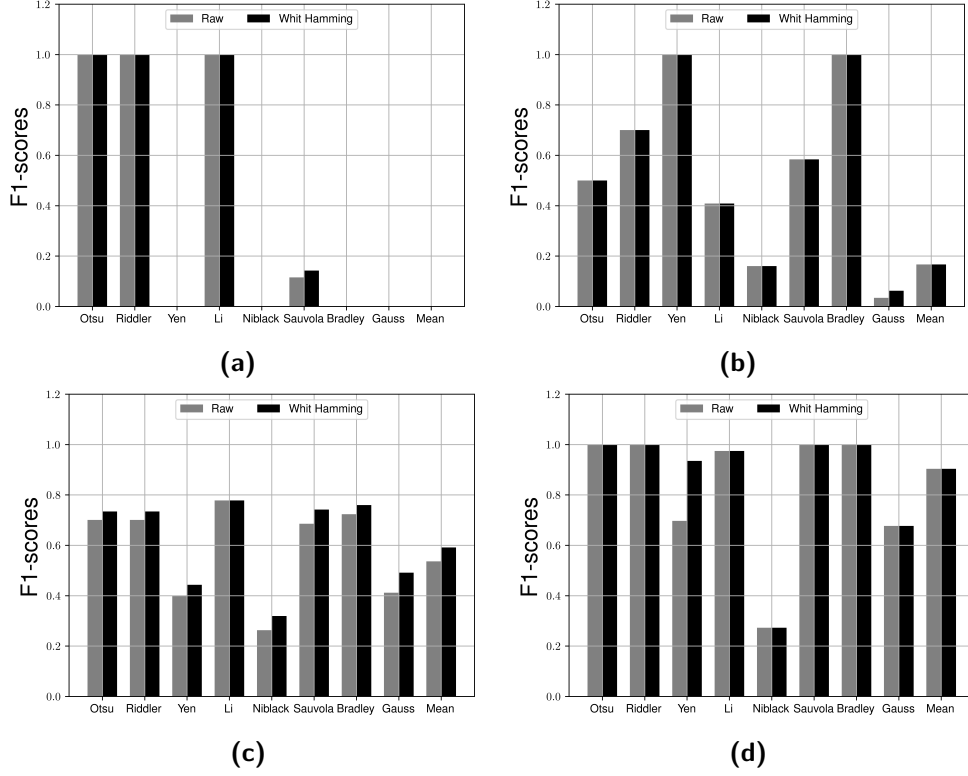 1.2
Raw Whit Hamming
1.0
0.8
0.6
0.4
0.2
0.0
F1-scores
Otsu Riddler Yen Li Niblack Sauvola Bradley Gauss Mean
(a)
1.2
Raw Whit Hamming
1.0
0.8
0.6
0.4
0.2
0.0
F1-scores
Otsu Riddler Yen Li Niblack Sauvola Bradley Gauss Mean
(b)
1.2
Raw Whit Hamming
1.0
0.8
0.6
0.4
0.2
0.0
F1-scores
Otsu Riddler Yen Li Niblack Sauvola Bradley Gauss Mean
(c)
1.2
Raw Whit Hamming
1.0
0.8
0.6
0.4
0.2
0.0
F1-scores
Otsu Riddler Yen Li Niblack Sauvola Bradley Gauss Mean
(d)